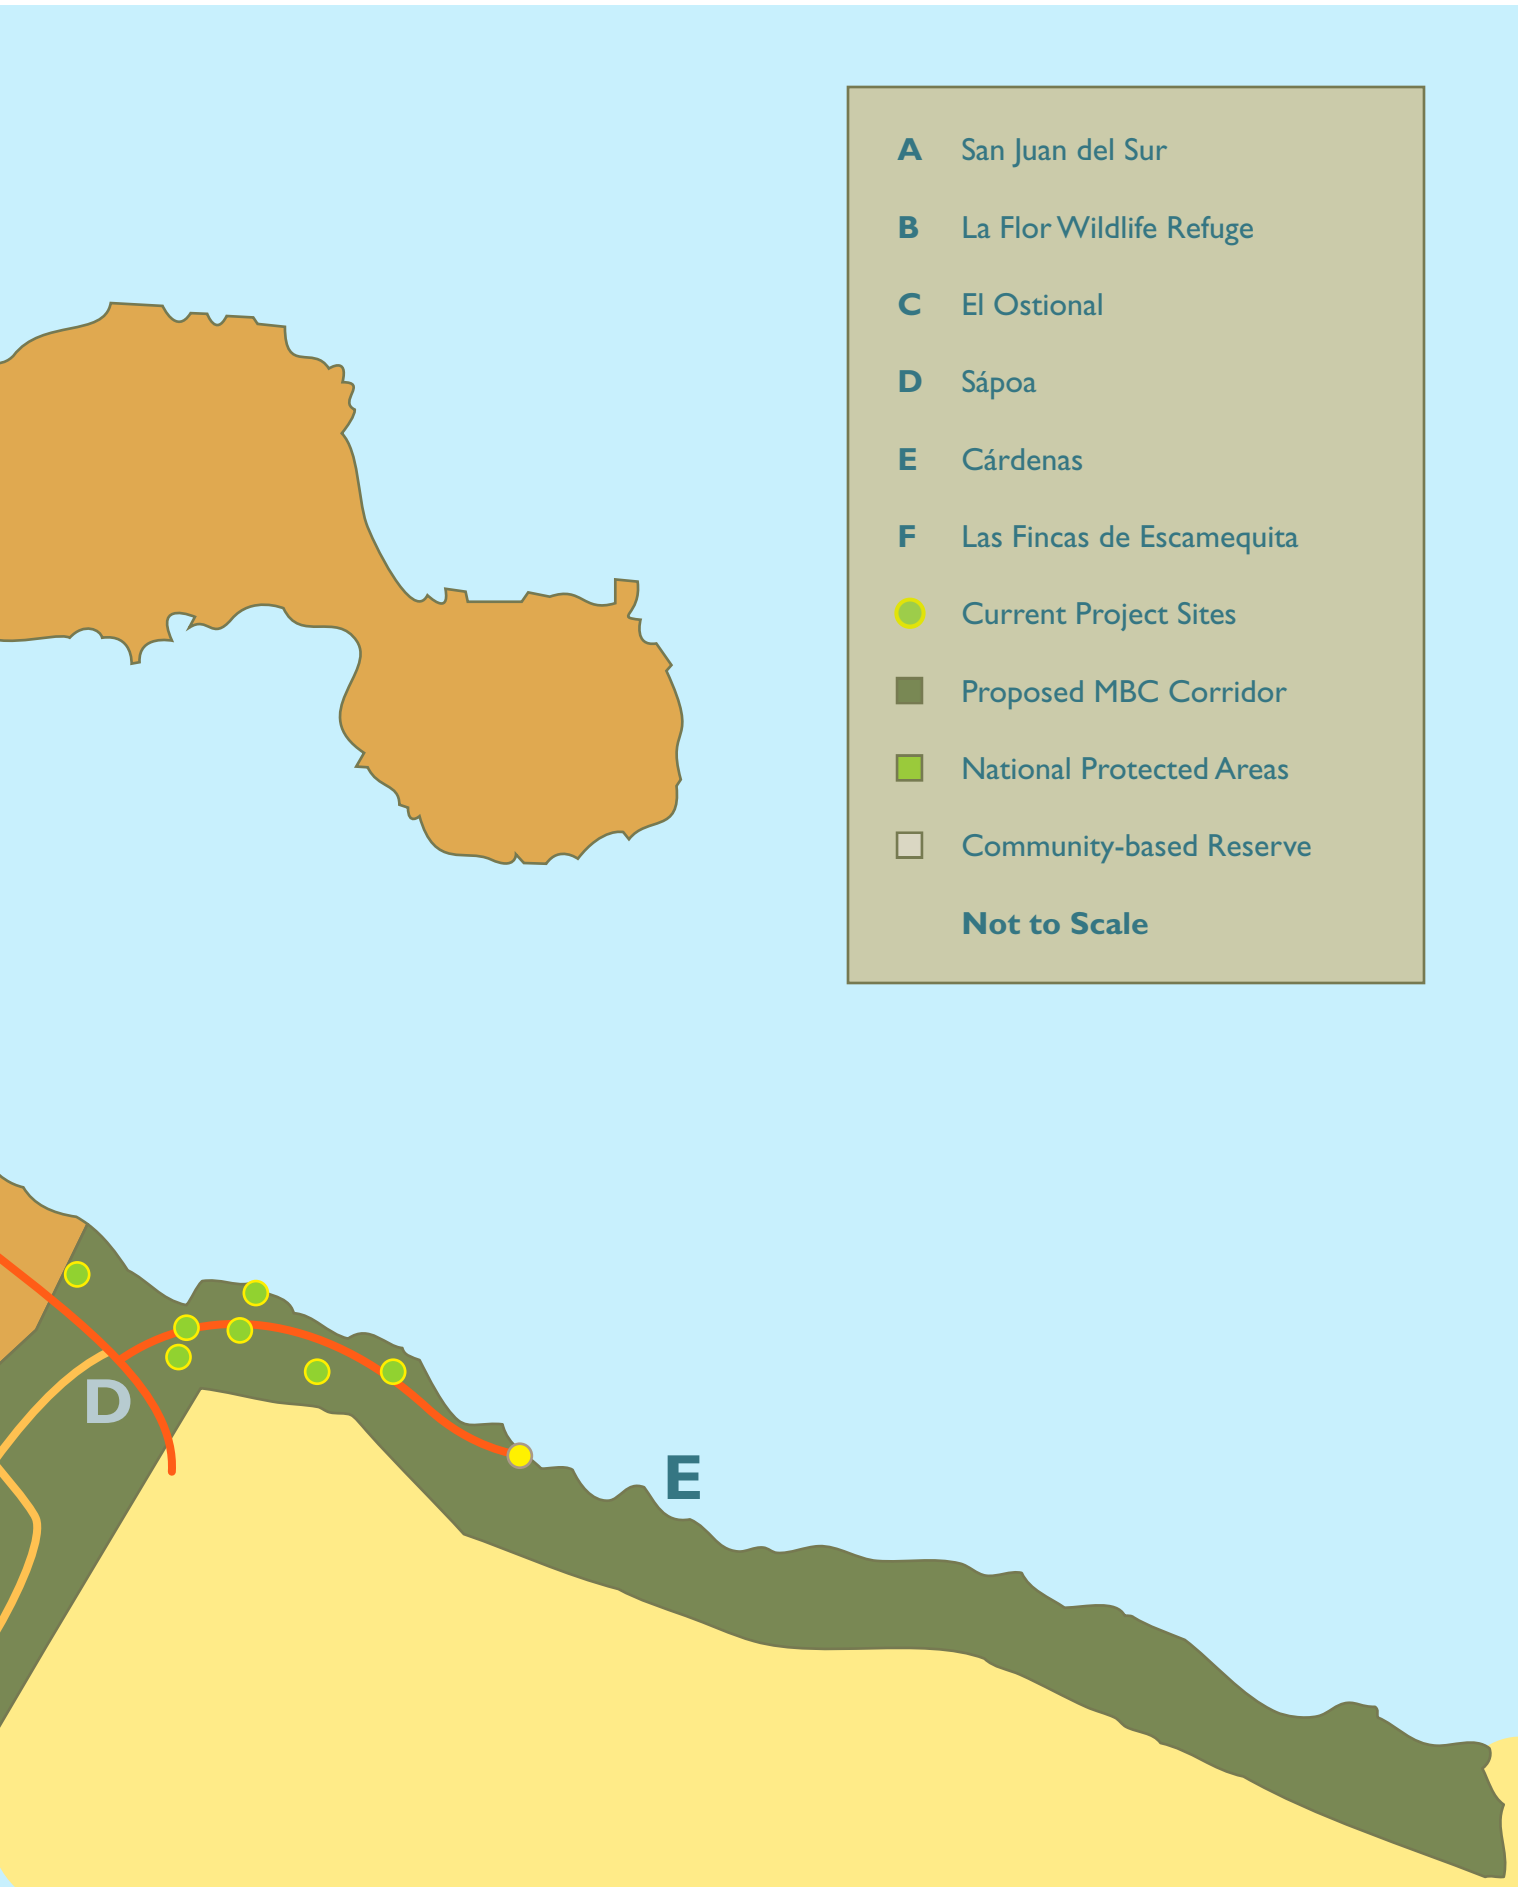 A San Juan del Sur
B La Flor Wildlife Refuge
C El Ostional
D Sápoa
E Cárdenas
F Las Fincas de Escamequita
Current Project Sites
Proposed MBC Corridor
National Protected Areas
Community-based Reserve
Not to Scale
D
E